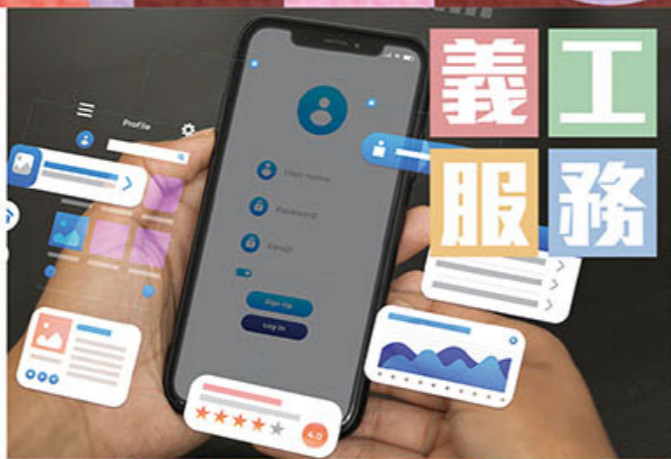 義工
服務
Profile
User name
Password
Email
Sign Up
Log In
4.0